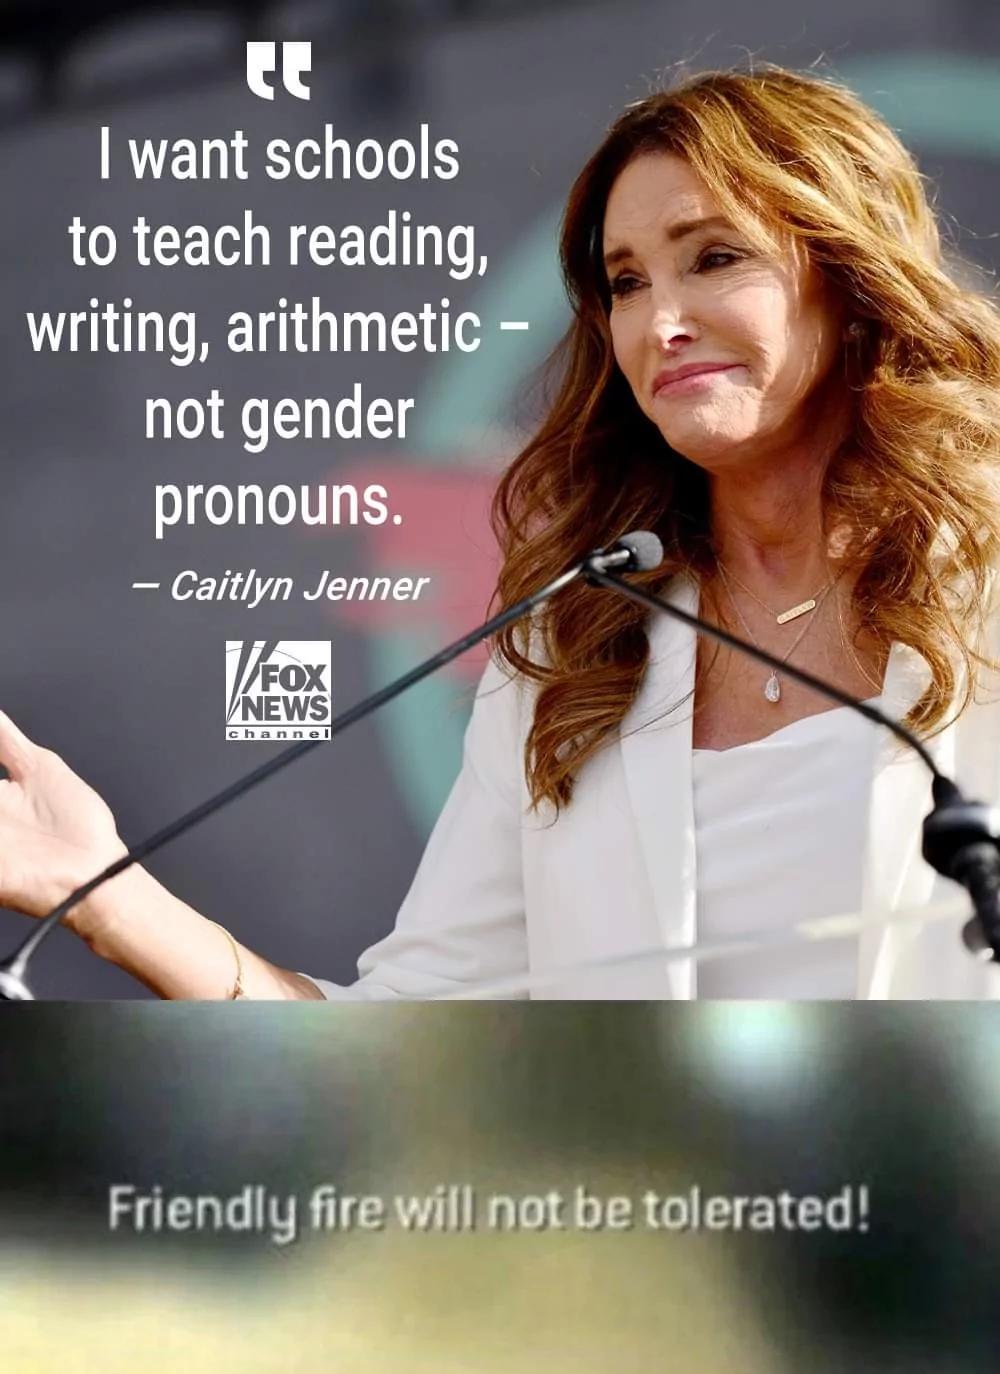 “
I want schools
to teach reading,
writing, arithmetic –
not gender
pronouns.
– Caitlyn Jenner
FOX
NEWS
channel
Friendly fire will not be tolerated!